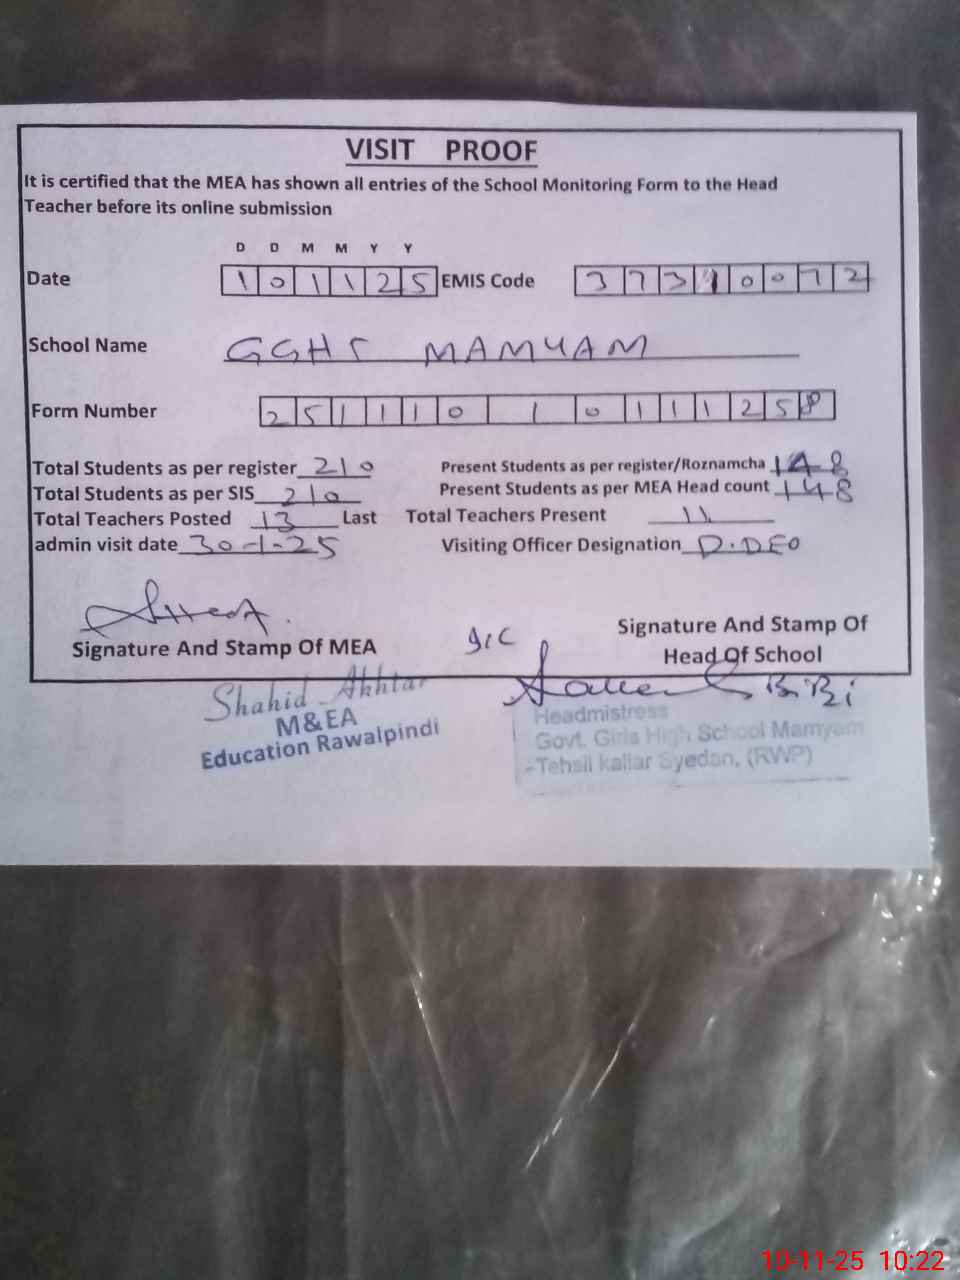 VISIT PROOF
It is certified that the MEA has shown all entries of the School Monitoring Form to the Head
Teacher before its online submission
D D M M Y Y
Date 1 0 1 1 2 5 EMIS Code 3 7 3 1 0 0 7 2
School Name GGHS MAMYAM
Form Number 2 5 1 1 1 0 1 0 1 1 1 2 5 8
Total Students as per register 210 Present Students as per register/Roznamcha 148
Total Students as per SIS 210 Present Students as per MEA Head count 148
Total Teachers Posted 13 Last Total Teachers Present 11
admin visit date 30-1-25 Visiting Officer Designation D.DEO
Signature And Stamp Of MEA I/C Signature And Stamp Of
Head Of School
Shahid Akhtar
M&EA
Education Rawalpindi
Bi Bi
Headmistress
Govt. Girls High School Mamyam
Tehsil kallar Syedan, (RWP)
10-11-25 10:22